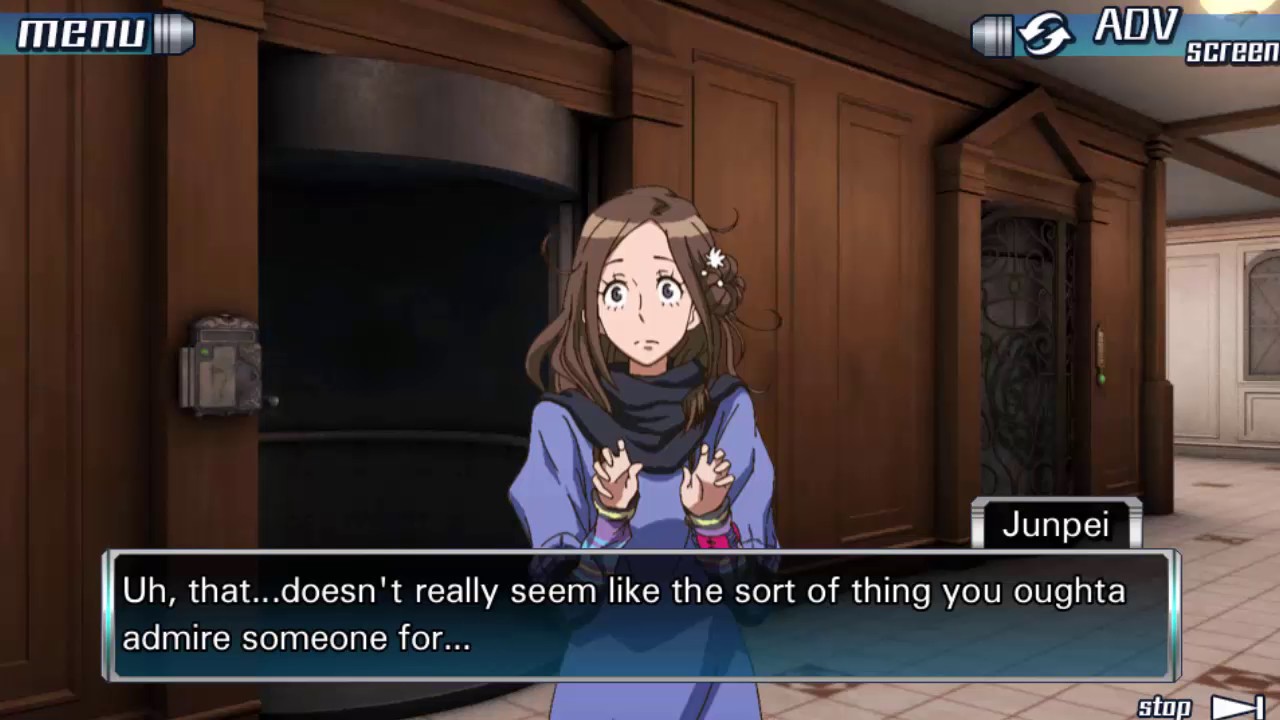 menu
ADV
screen
Junpei
Uh, that...doesn't really seem like the sort of thing you oughta
admire someone for...
stop